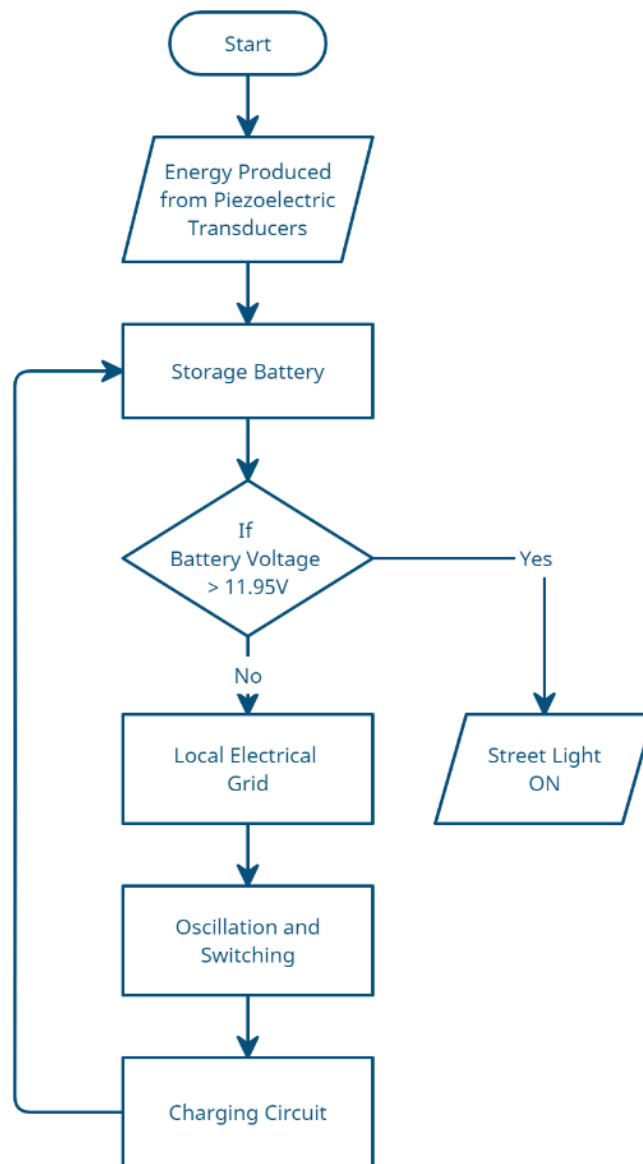 Start
Energy Produced
from Piezoelectric
Transducers
Storage Battery
If
Battery Voltage
> 11.95V
Yes
No
Local Electrical
Grid
Street Light
ON
Oscillation and
Switching
Charging Circuit